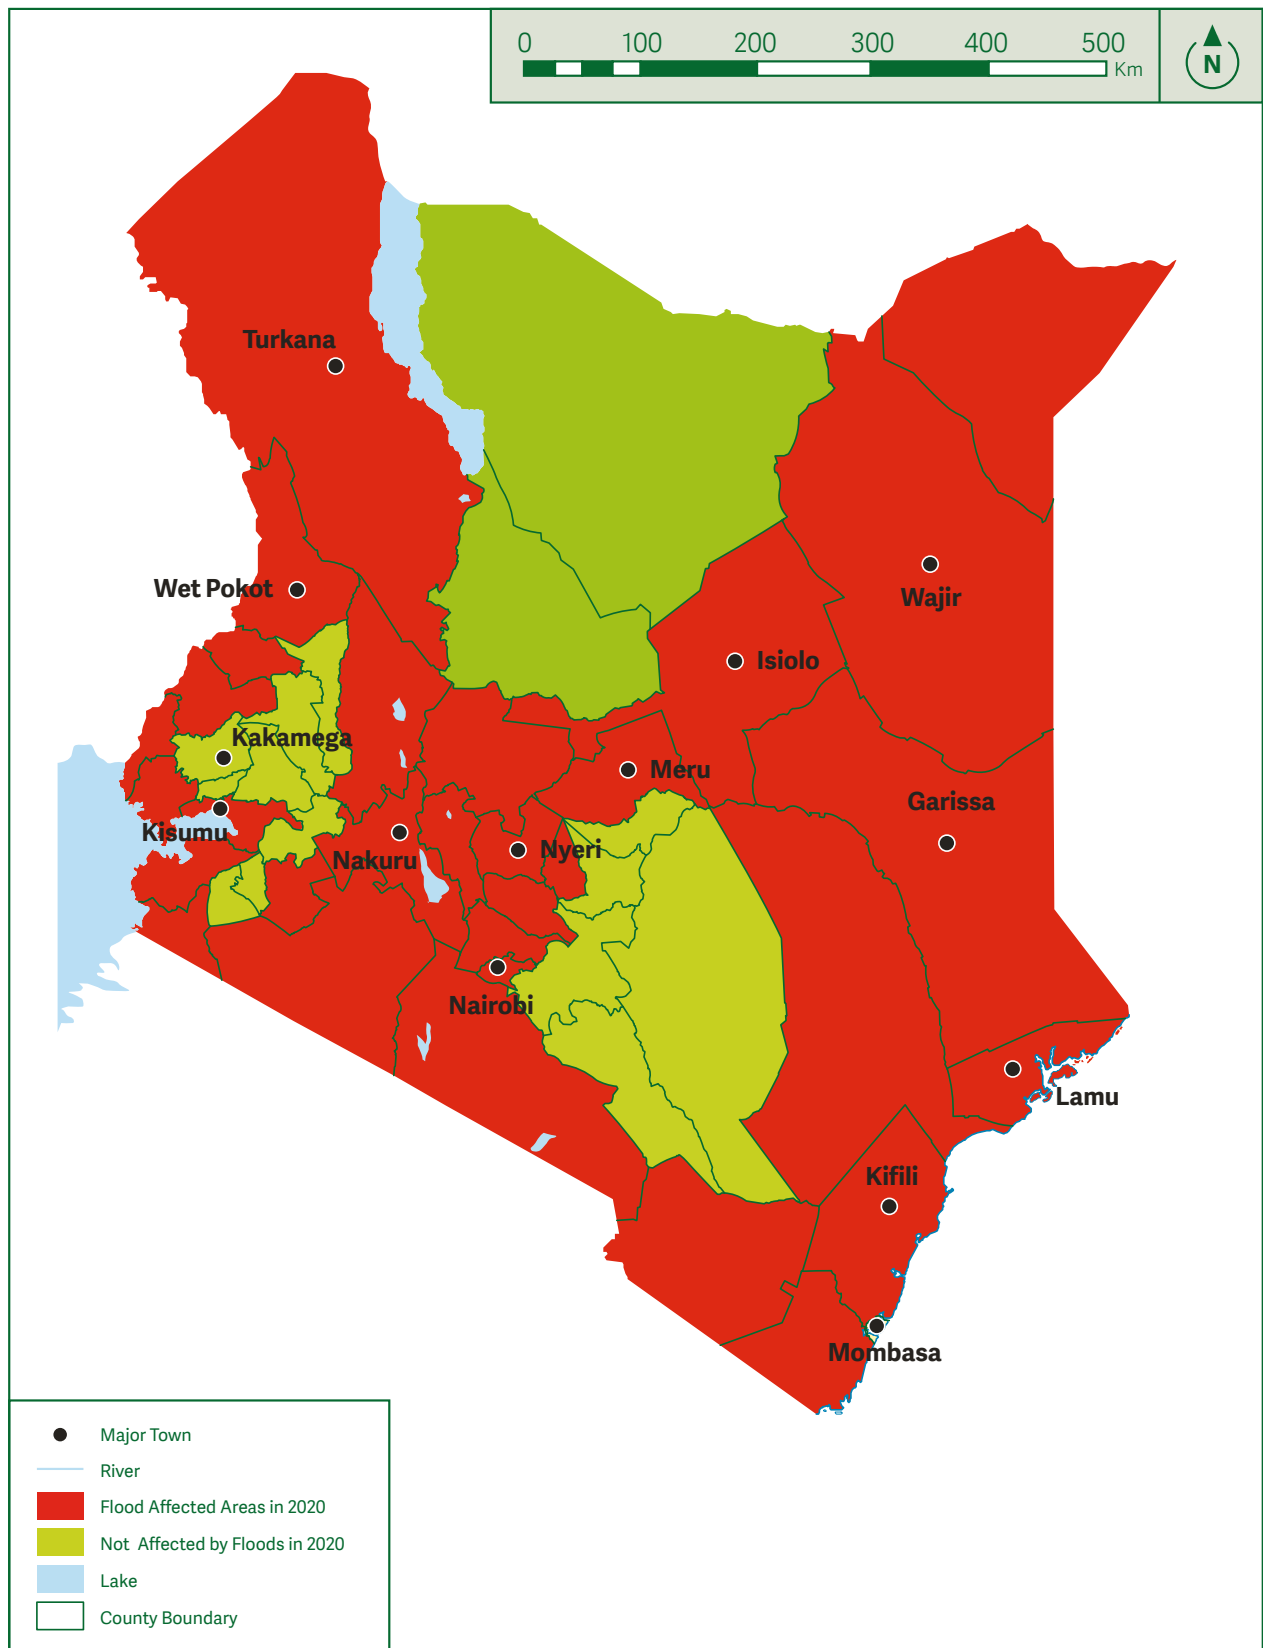 0 100 200 300 400 500
Km
N
Turkana
Wet Pokot
Wajir
Isiolo
Kakamega
Meru
Garissa
Kisumu
Nakuru
Nyeri
Nairobi
Lamu
Kifili
Mombasa
Major Town
River
Flood Affected Areas in 2020
Not Affected by Floods in 2020
Lake
County Boundary